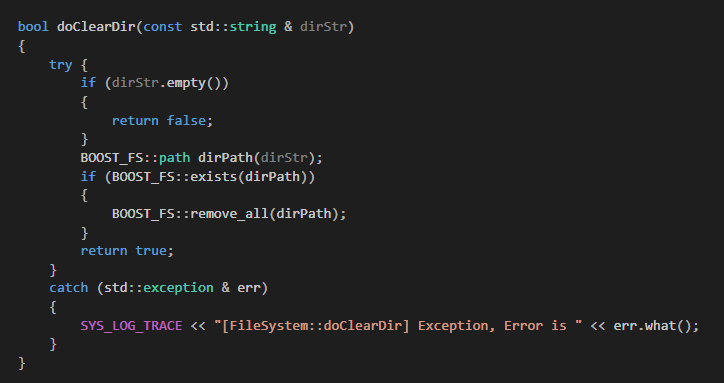 bool doClearDir(const std::string & dirStr)
{
    try {
        if (dirStr.empty())
        {
            return false;
        }
        BOOST_FS::path dirPath(dirStr);
        if (BOOST_FS::exists(dirPath))
        {
            BOOST_FS::remove_all(dirPath);
        }
        return true;
    }
    catch (std::exception & err)
    {
        SYS_LOG_TRACE << "[FileSystem::doClearDir] Exception, Error is " << err.what();
    }
}